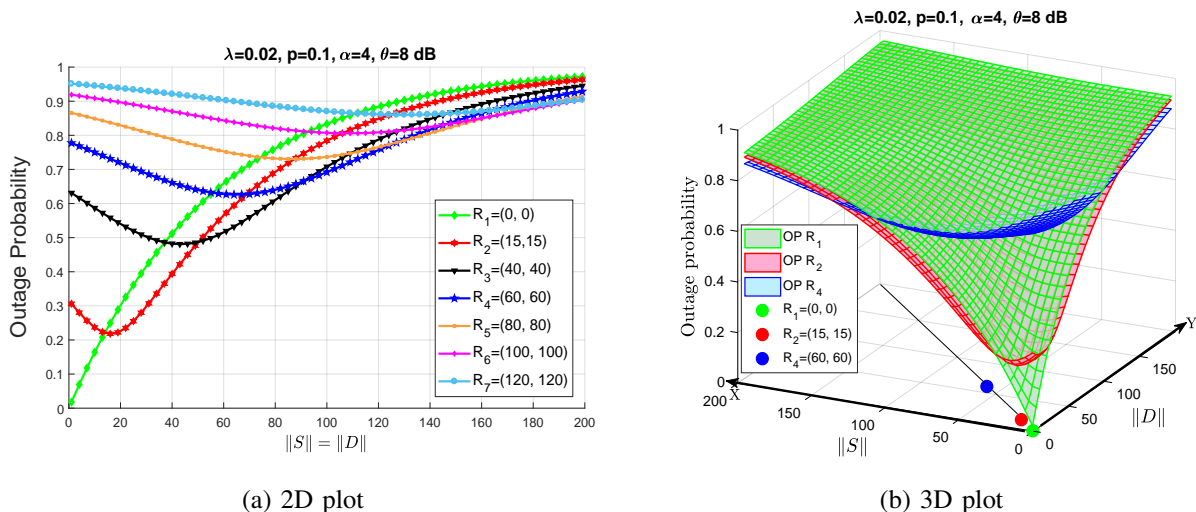 λ=0.02, p=0.1, α=4, θ=8 dB
1
0.9
0.8
0.7
0.6
0.5
0.4
0.3
0.2
0.1
0
Outage Probability
0 20 40 60 80 100 120 140 160 180 200
‖S‖ = ‖D‖
R1=(0, 0)
R2=(15,15)
R3=(40, 40)
R4=(60, 60)
R5=(80, 80)
R6=(100, 100)
R7=(120, 120)
(a) 2D plot
λ=0.02, p=0.1, α=4, θ=8 dB
1
0.8
0.6
0.4
0.2
0
Outage probability
OP R1
OP R2
OP R4
R1=(0, 0)
R2=(15, 15)
R4=(60, 60)
X
200 150 100 50 0
‖S‖
0 50 100 150
‖D‖
Y
(b) 3D plot